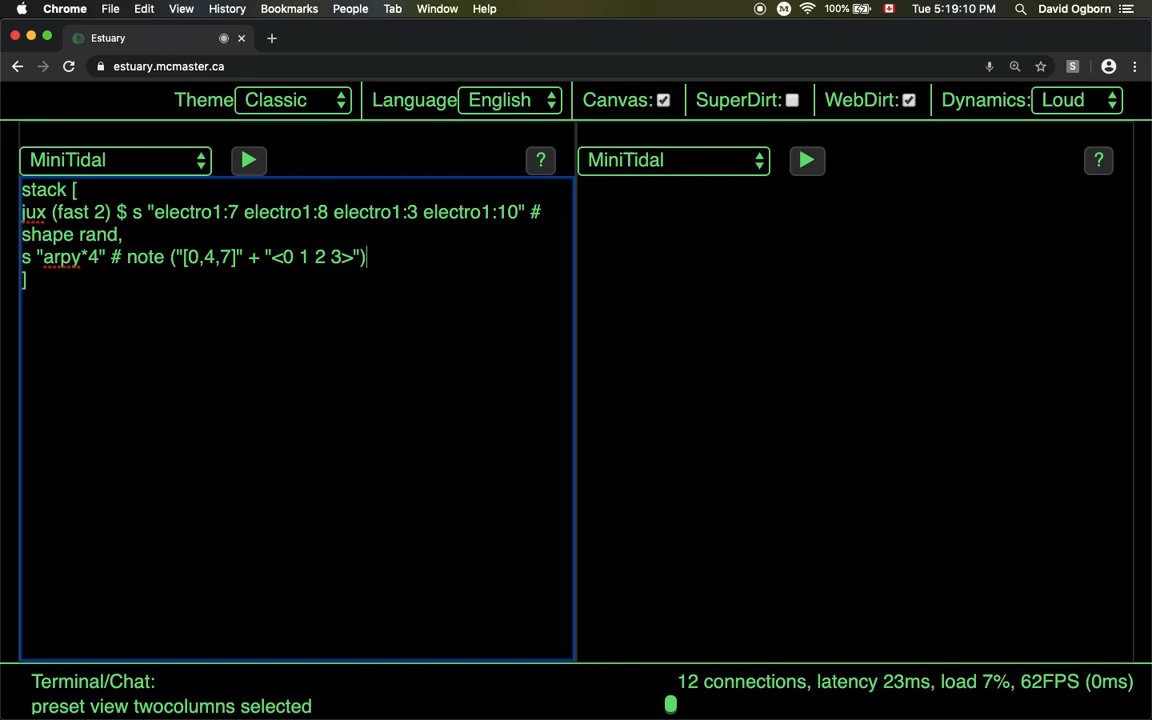 Chrome File Edit View History Bookmarks People Tab Window Help M 100% Tue 5:19:10 PM David Ogborn
Estuary
estuary.mcmaster.ca S
Theme Classic Language English Canvas: SuperDirt: WebDirt: Dynamics: Loud
MiniTidal ? MiniTidal ?
stack [
jux (fast 2) $ s "electro1:7 electro1:8 electro1:3 electro1:10" #
shape rand,
s "arpy*4" # note ("[0,4,7]" + "<0 1 2 3>")
]
Terminal/Chat: 12 connections, latency 23ms, load 7%, 62FPS (0ms)
preset view twocolumns selected